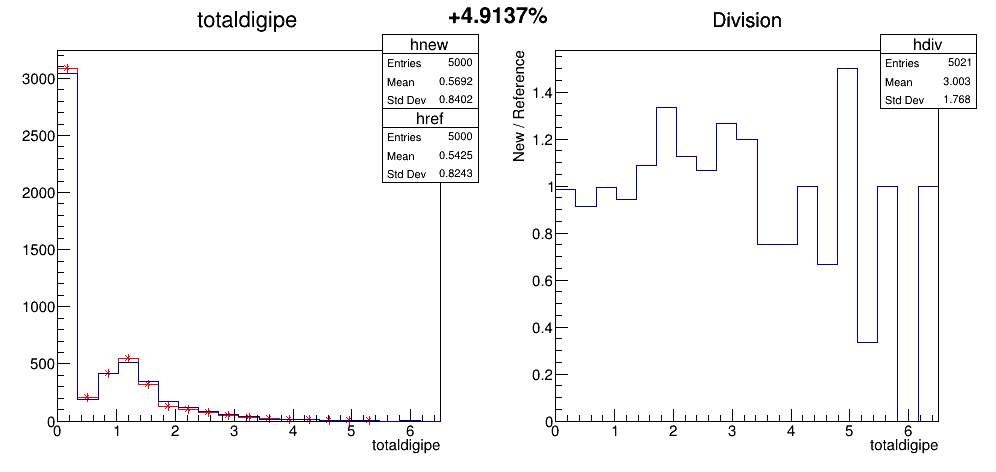 +4.9137%
totaldigipe
hnew
Entries 5000
Mean 0.5692
Std Dev 0.8402
href
Entries 5000
Mean 0.5425
Std Dev 0.8243
3000
2500
2000
1500
1000
500
0
0 1 2 3 4 5 6
totaldigipe
Division
hdiv
Entries 5021
Mean 3.003
Std Dev 1.768
New / Reference
1.4
1.2
1
0.8
0.6
0.4
0.2
0
0 1 2 3 4 5 6
totaldigipe